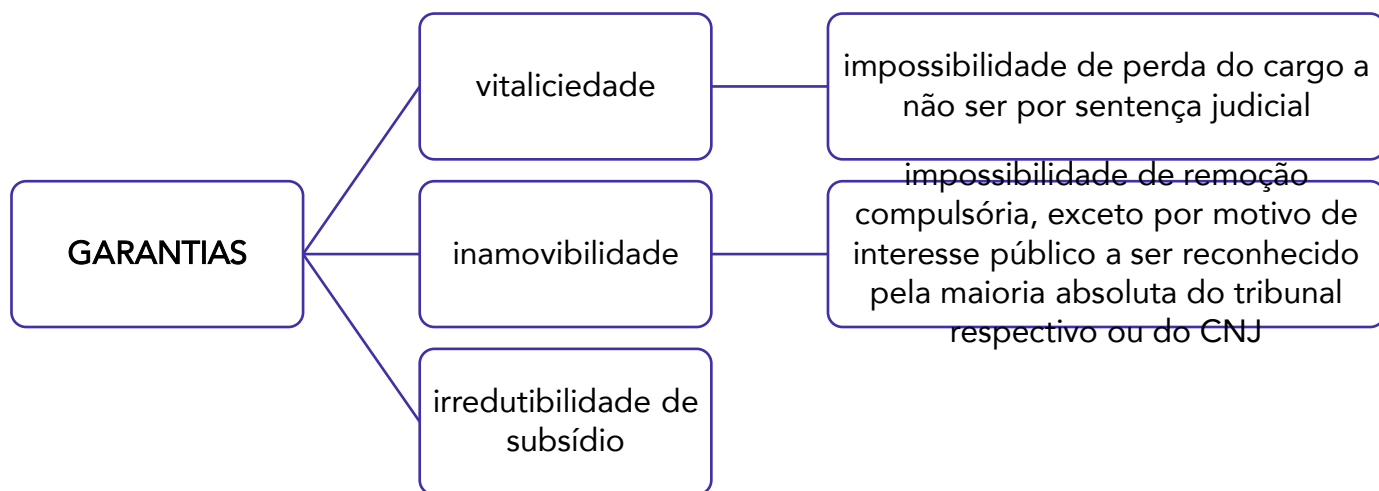 vitaliciedade
impossibilidade de perda do cargo a
não ser por sentença judicial
GARANTIAS
inamovibilidade
impossibilidade de remoção
compulsória, exceto por motivo de
interesse público a ser reconhecido
pela maioria absoluta do tribunal
respectivo ou do CNJ
irredutibilidade de
subsídio